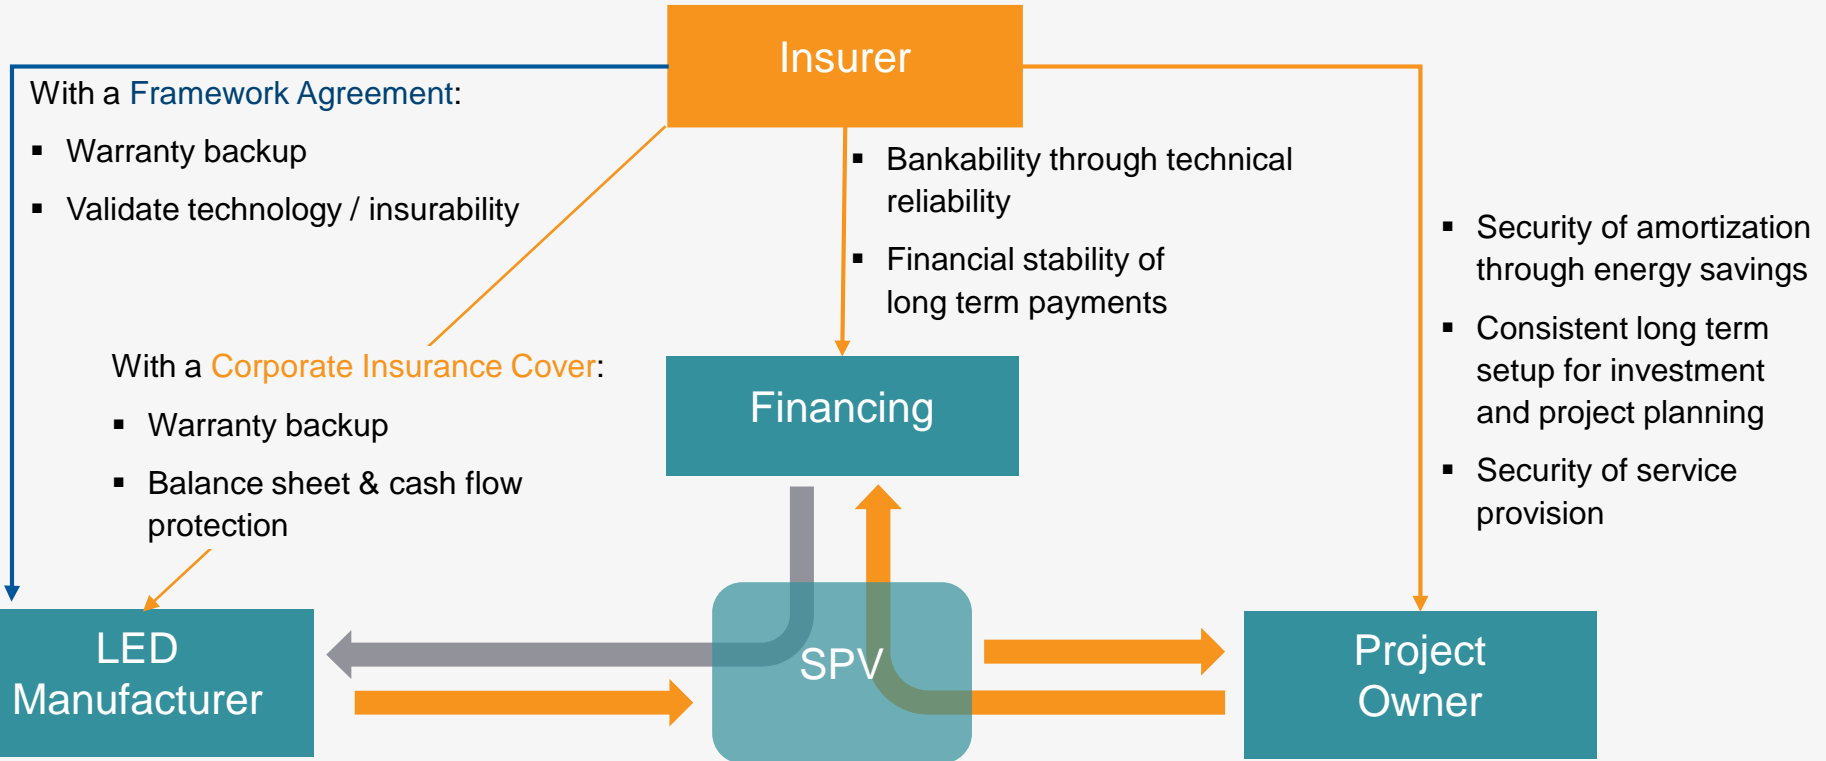 Insurer
With a Framework Agreement:
▪ Warranty backup
▪ Validate technology / insurability
▪ Bankability through technical
reliability
▪ Financial stability of
long term payments
▪ Security of amortization
through energy savings
▪ Consistent long term
setup for investment
and project planning
▪ Security of service
provision
With a Corporate Insurance Cover:
▪ Warranty backup
▪ Balance sheet & cash flow
protection
Financing
LED
Manufacturer
SPV
Project
Owner